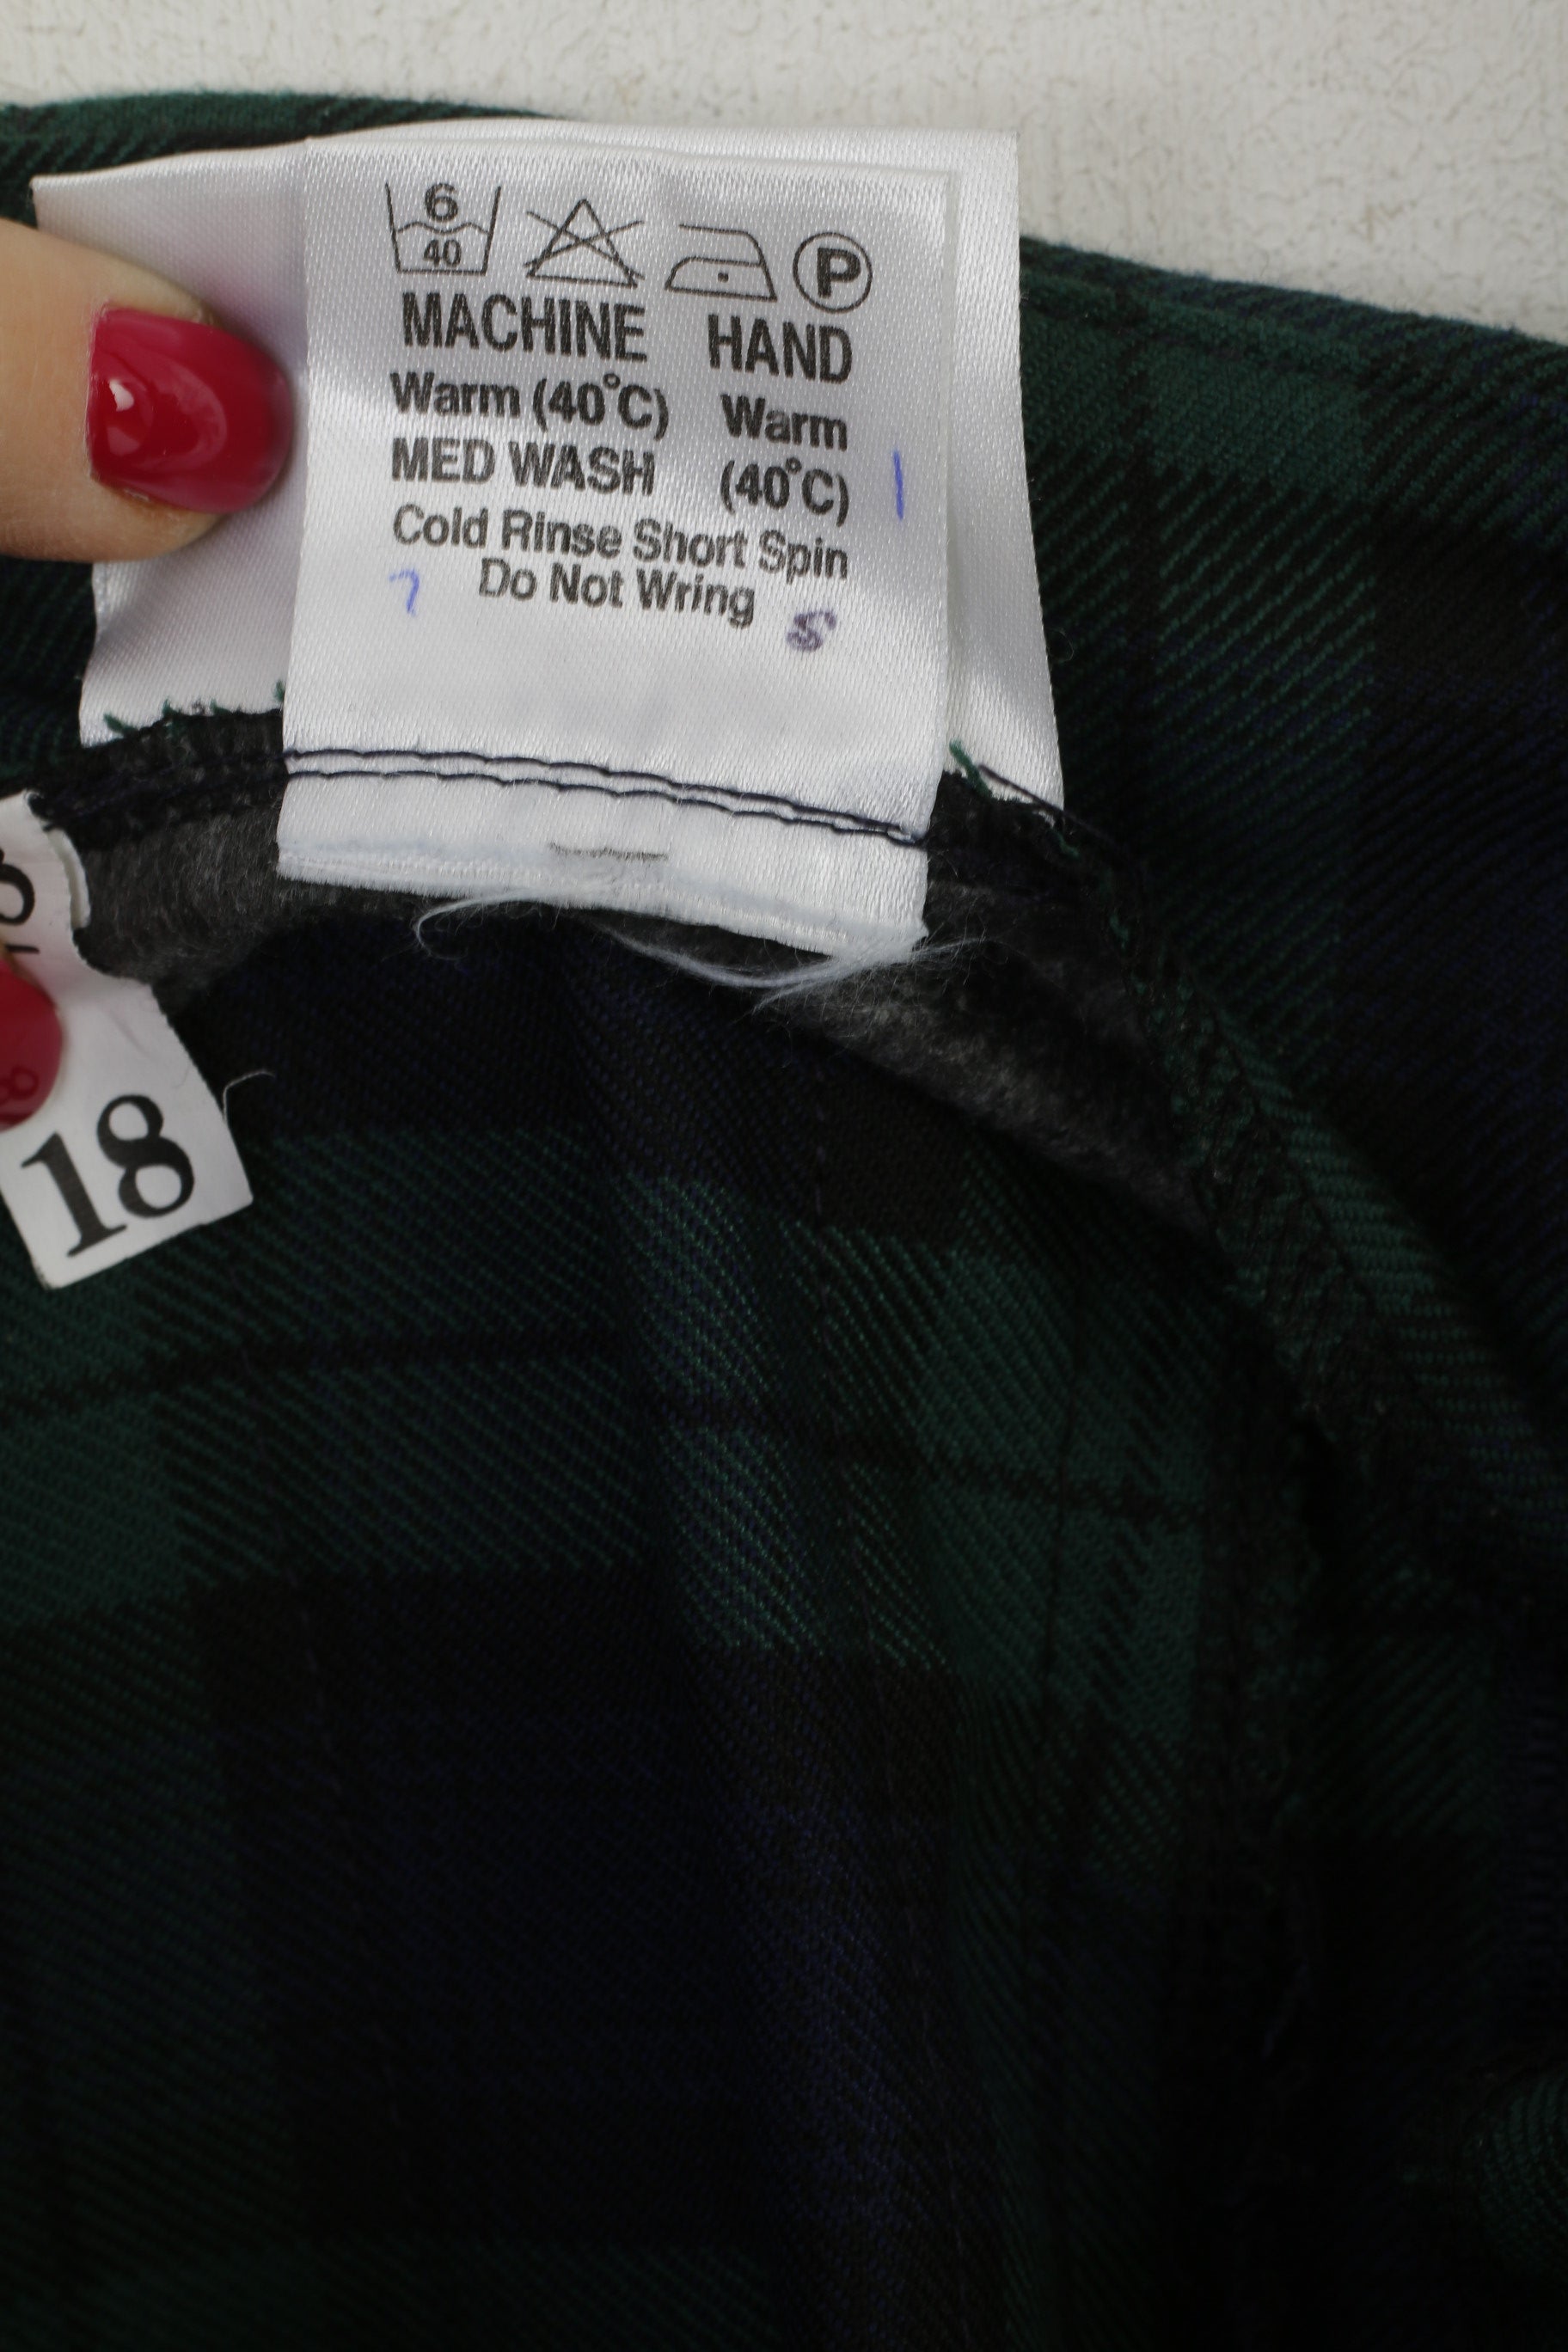 6
40
P
MACHINE HAND
Warm (40°C) Warm
MED WASH (40°C)
1
Cold Rinse Short Spin
Do Not Wring
7
S
18